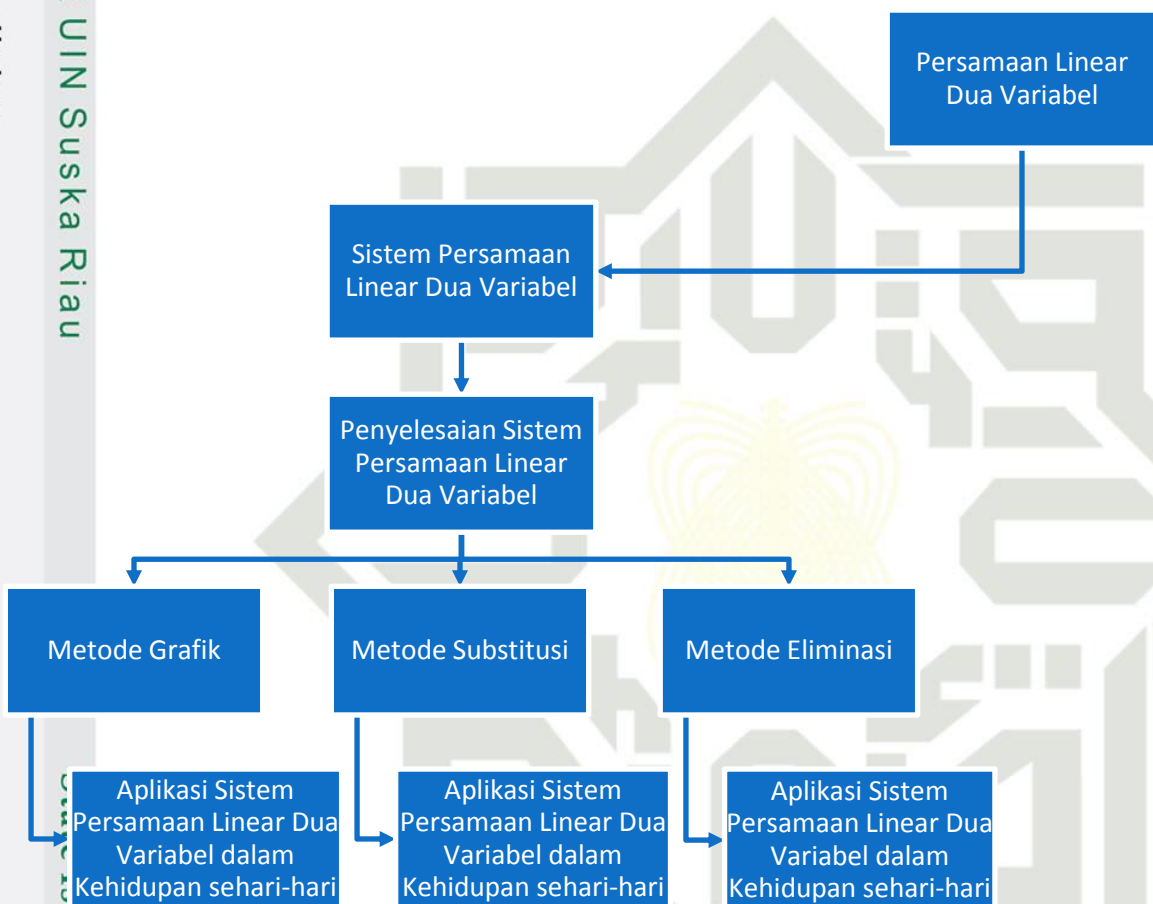 UIN Suska Riau
Persamaan Linear
Dua Variabel
Sistem Persamaan
Linear Dua Variabel
Penyelesaian Sistem
Persamaan Linear
Dua Variabel
Metode Grafik
Metode Substitusi
Metode Eliminasi
Aplikasi Sistem
Persamaan Linear Dua
Variabel dalam
Kehidupan sehari-hari
Aplikasi Sistem
Persamaan Linear Dua
Variabel dalam
Kehidupan sehari-hari
Aplikasi Sistem
Persamaan Linear Dua
Variabel dalam
Kehidupan sehari-hari